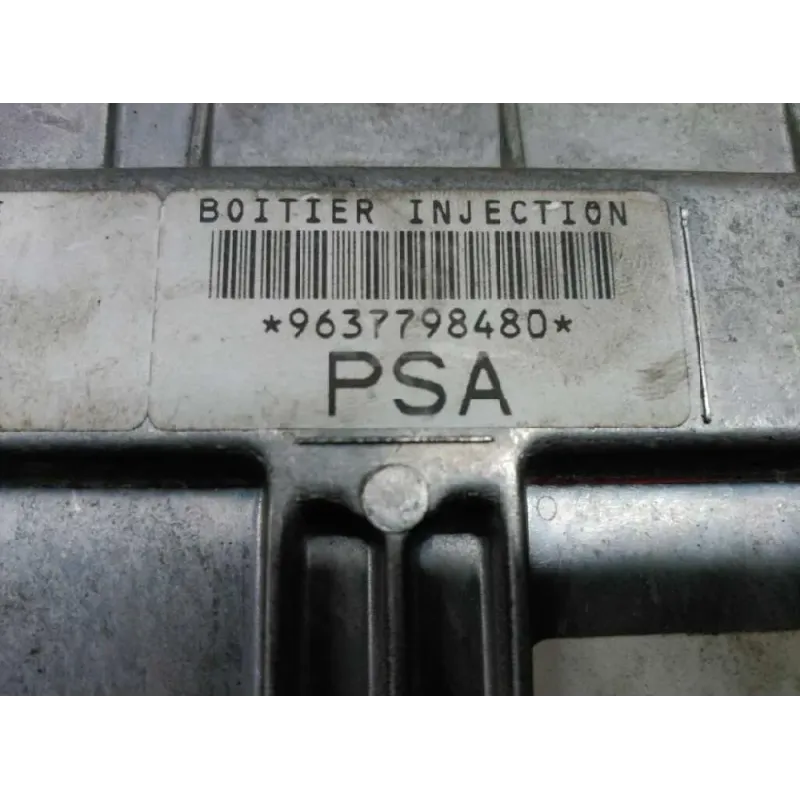 BOITIER INJECTION
*9637798480*
PSA